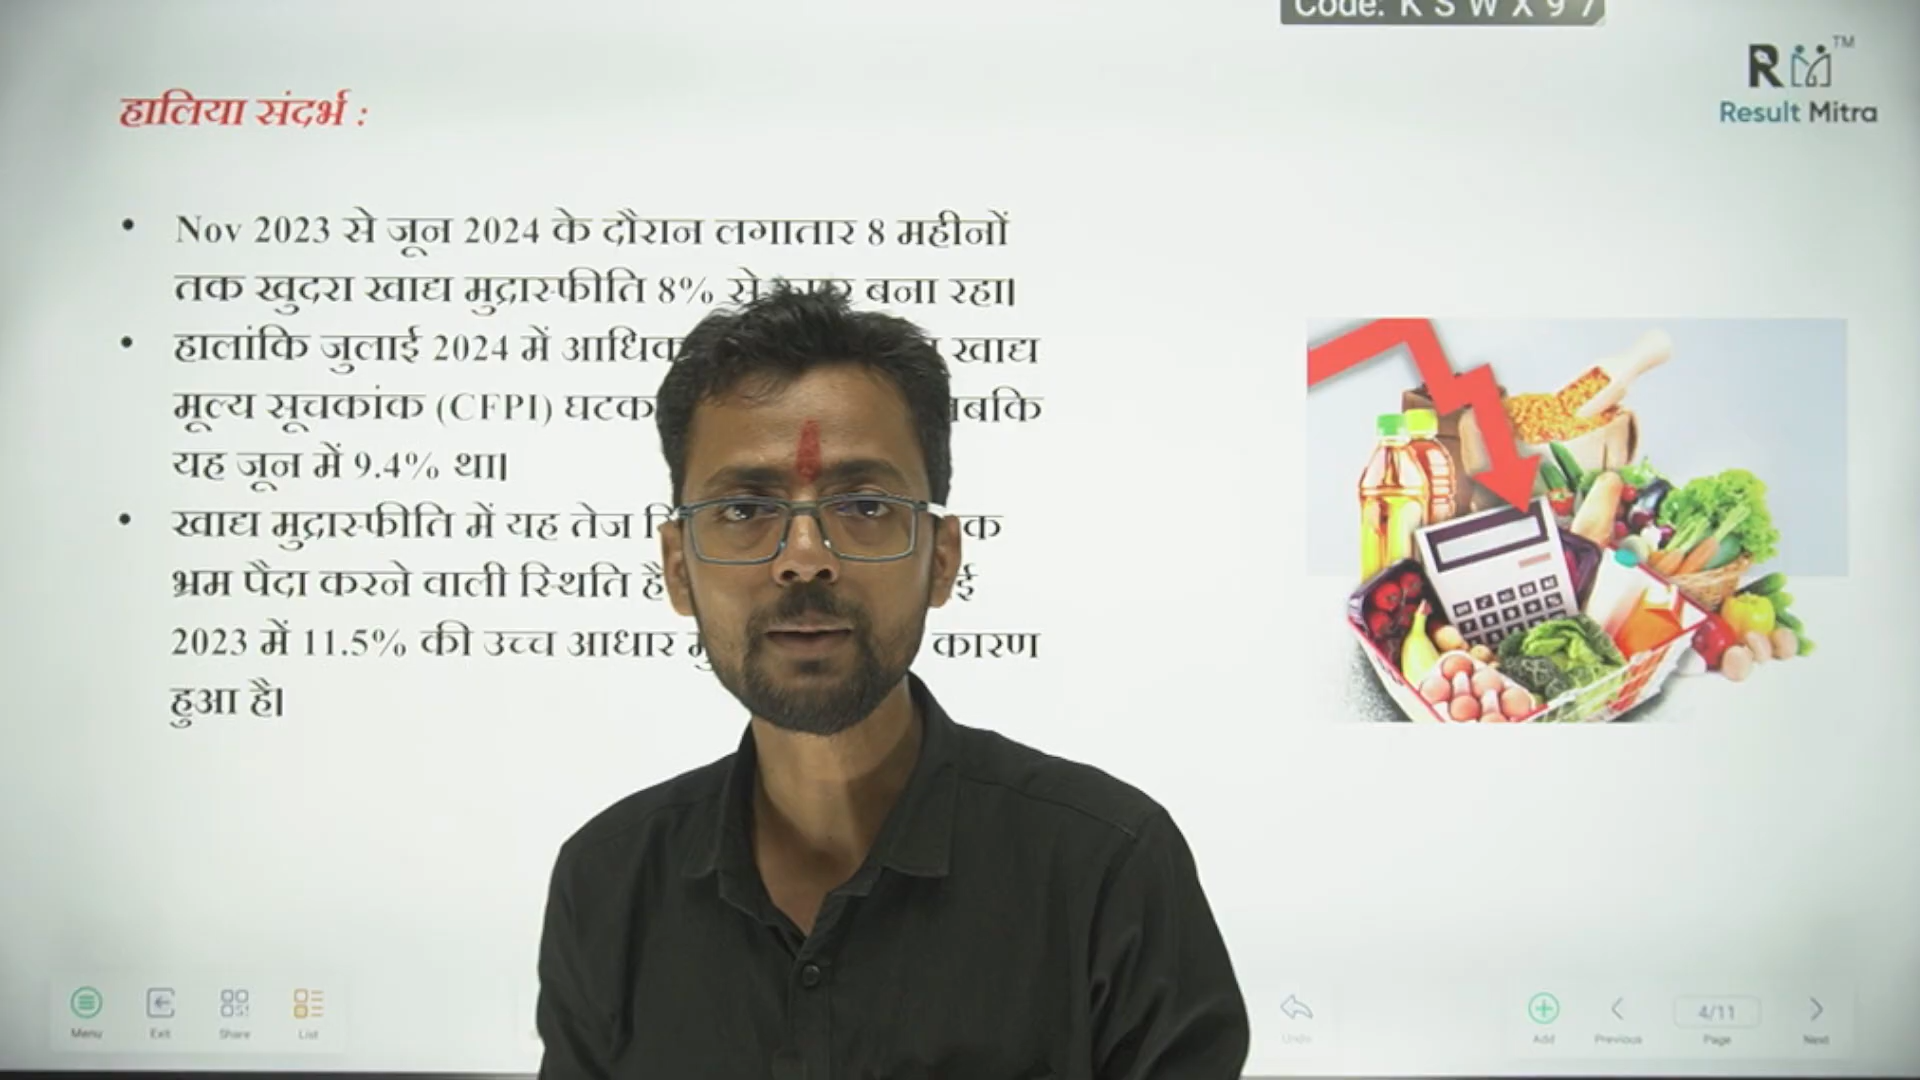 Code: K S W X 9 7
R TM
Result Mitra
हालिया संदर्भ :
• Nov 2023 से जून 2024 के दौरान लगातार 8 महीनों
तक खुदरा खाद्य मुद्रास्फीति 8% से बना रहा।
• हालांकि जुलाई 2024 में खाद्य
मूल्य सूचकांक (CFPI)
यह जून में 9.4% था।
• खाद्य मुद्रास्फीति में यह तेज
भ्रम पैदा करने वाली स्थिति
2023 में 11.5% की उच्च आधार कारण
हुआ है।
Menu Exit Share List Undo Add Previous 4/11 Page Next